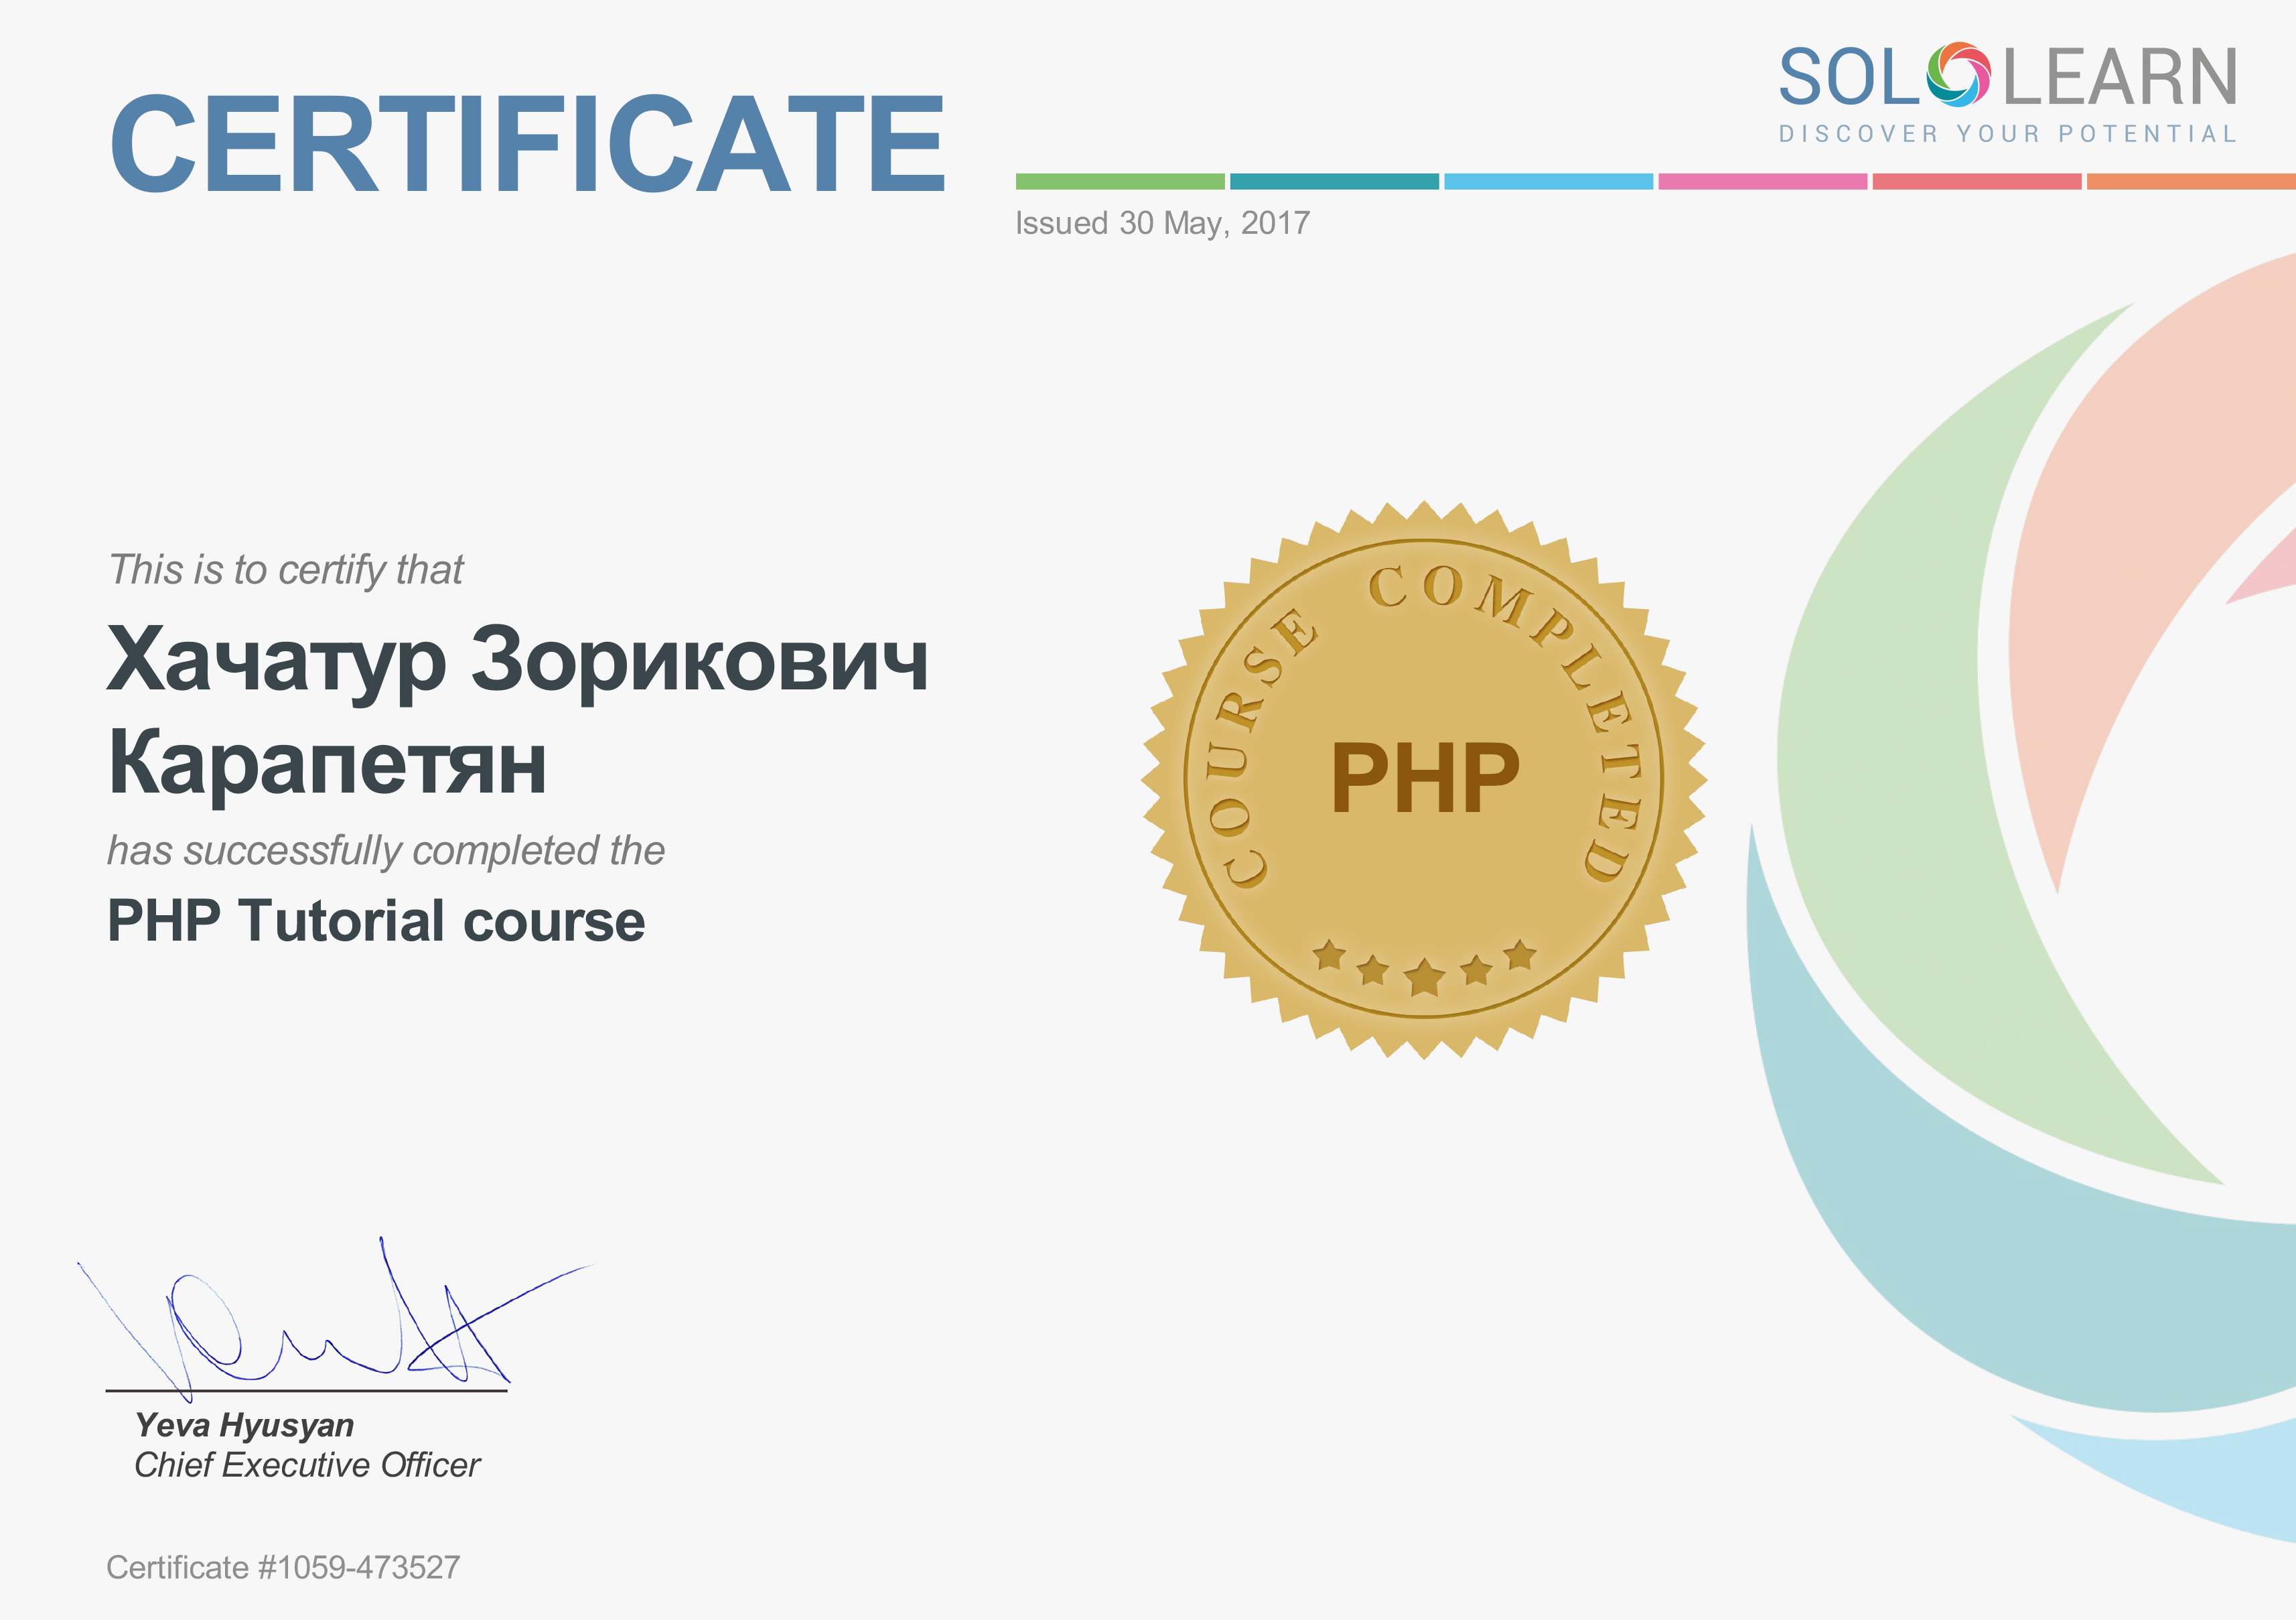 CERTIFICATE
SOLOLEARN
DISCOVER YOUR POTENTIAL
Issued 30 May, 2017
This is to certify that
Хачатур Зорикович
Карапетян
has successfully completed the
PHP Tutorial course
COURSE COMPLETED
PHP
Yeva Hyusyan
Chief Executive Officer
Certificate #1059-473527